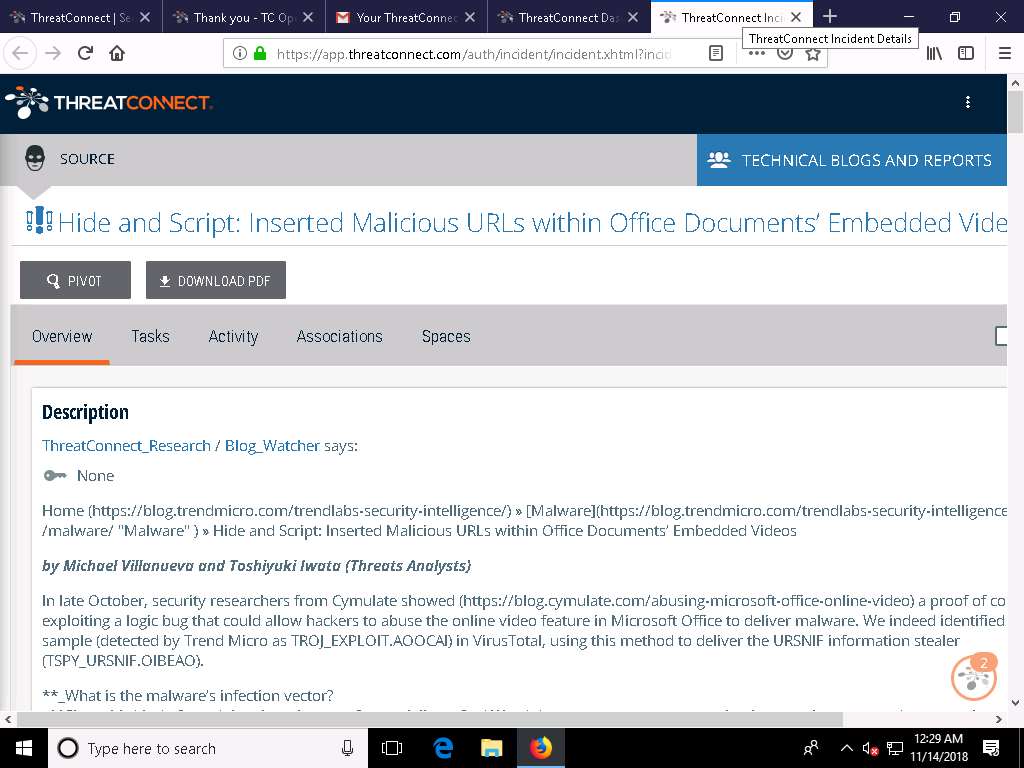 ThreatConnect | Se
Thank you - TC Op
Your ThreatConnec
ThreatConnect Das
ThreatConnect Inci
ThreatConnect Incident Details
https://app.threatconnect.com/auth/incident/incident.xhtml?incid
THREATCONNECT
SOURCE
TECHNICAL BLOGS AND REPORTS
Hide and Script: Inserted Malicious URLs within Office Documents’ Embedded Vide
PIVOT
DOWNLOAD PDF
Overview
Tasks
Activity
Associations
Spaces
Description
ThreatConnect_Research / Blog_Watcher says:
None
Home (https://blog.trendmicro.com/trendlabs-security-intelligence/) » [Malware](https://blog.trendmicro.com/trendlabs-security-intelligence
/malware/ "Malware" ) » Hide and Script: Inserted Malicious URLs within Office Documents’ Embedded Videos
by Michael Villanueva and Toshiyuki Iwata (Threats Analysts)
In late October, security researchers from Cymulate showed (https://blog.cymulate.com/abusing-microsoft-office-online-video) a proof of co
exploiting a logic bug that could allow hackers to abuse the online video feature in Microsoft Office to deliver malware. We indeed identified
sample (detected by Trend Micro as TROJ_EXPLOIT.AOOCAI) in VirusTotal, using this method to deliver the URSNIF information stealer
(TSPY_URSNIF.OIBEAO).
**_What is the malware’s infection vector?
2
Type here to search
12:29 AM
11/14/2018